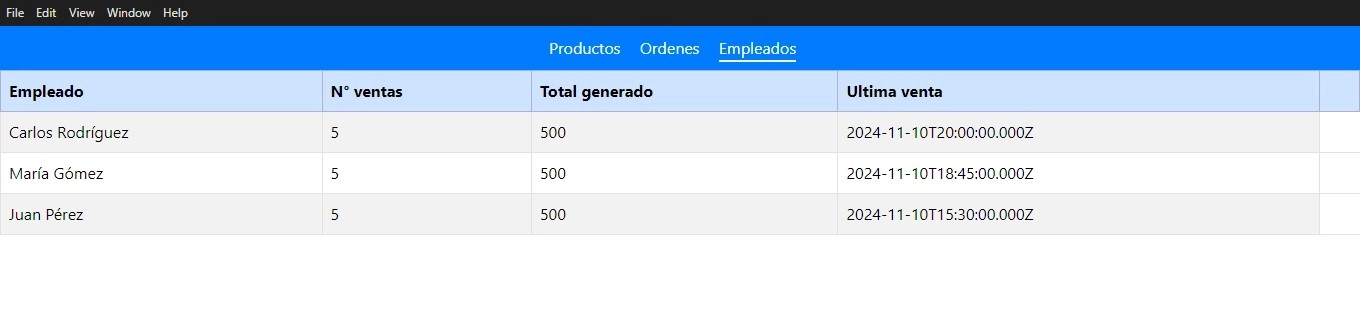 File Edit View Window Help
Productos Ordenes Empleados
Empleado N° ventas Total generado Ultima venta
Carlos Rodríguez 5 500 2024-11-10T20:00:00.000Z
María Gómez 5 500 2024-11-10T18:45:00.000Z
Juan Pérez 5 500 2024-11-10T15:30:00.000Z